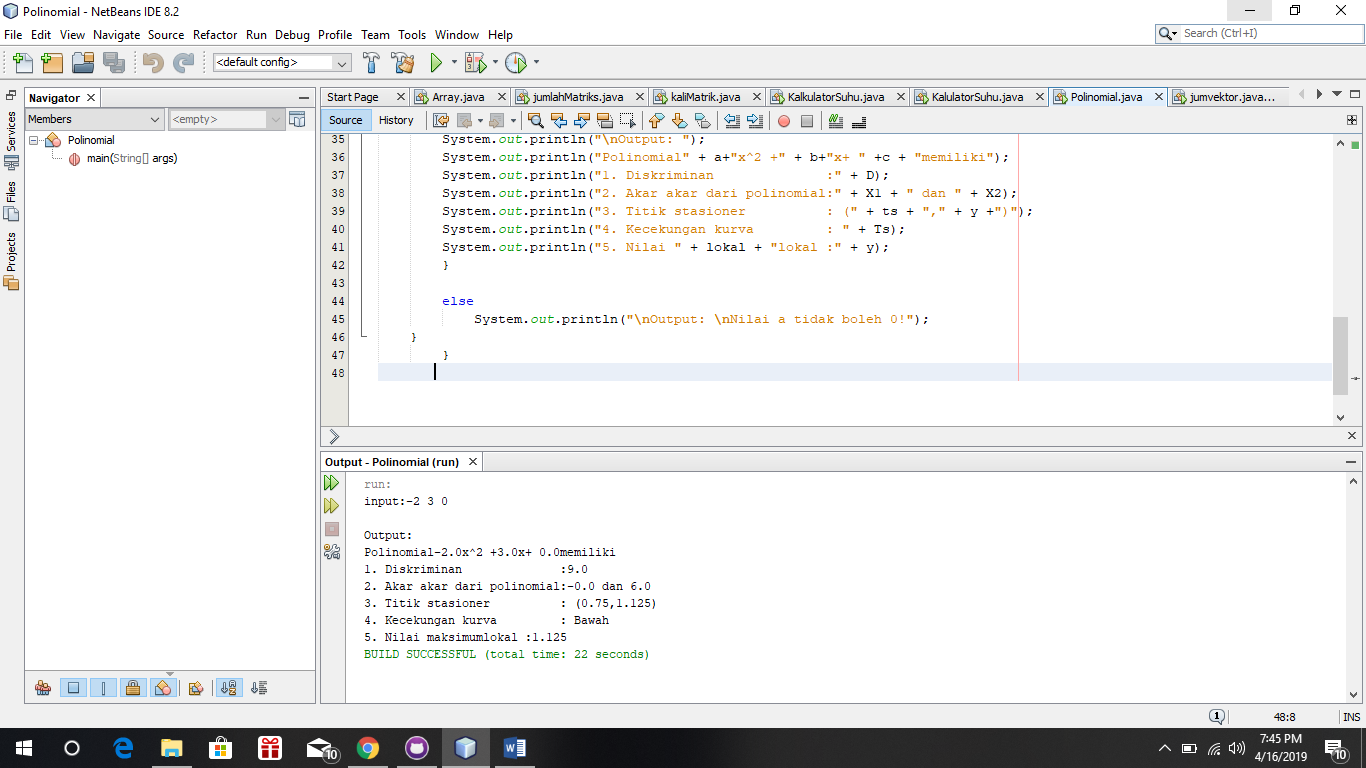 Polinomial - NetBeans IDE 8.2
File Edit View Navigate Source Refactor Run Debug Profile Team Tools Window Help
Search (Ctrl+I)
<default config>
Services
Files
Projects
Navigator
Members
<empty>
Polinomial
main(String[] args)
Start Page
Array.java
jumlahMatriks.java
kaliMatrik.java
KalkulatorSuhu.java
KalulatorSuhu.java
Polinomial.java
jumvektor.java...
Source History
35 System.out.println("\nOutput: ");
36 System.out.println("Polinomial" + a+"x^2 +" + b+"x+ " +c + "memiliki");
37 System.out.println("1. Diskriminan               :" + D);
38 System.out.println("2. Akar akar dari polinomial:" + X1 + " dan " + X2);
39 System.out.println("3. Titik stasioner          : (" + ts + "," + y +")");
40 System.out.println("4. Kecekungan kurva         : " + Ts);
41 System.out.println("5. Nilai " + lokal + "lokal :" + y);
42 }
43
44 else
45 System.out.println("\nOutput: \nNilai a tidak boleh 0!");
46 }
47 }
48
Output - Polinomial (run)
run:
input:-2 3 0
Output:
Polinomial-2.0x^2 +3.0x+ 0.0memiliki
1. Diskriminan              :9.0
2. Akar akar dari polinomial:-0.0 dan 6.0
3. Titik stasioner          : (0.75,1.125)
4. Kecekungan kurva         : Bawah
5. Nilai maksimumlokal :1.125
BUILD SUCCESSFUL (total time: 22 seconds)
1
48:8
INS
10
7:45 PM
4/16/2019
10